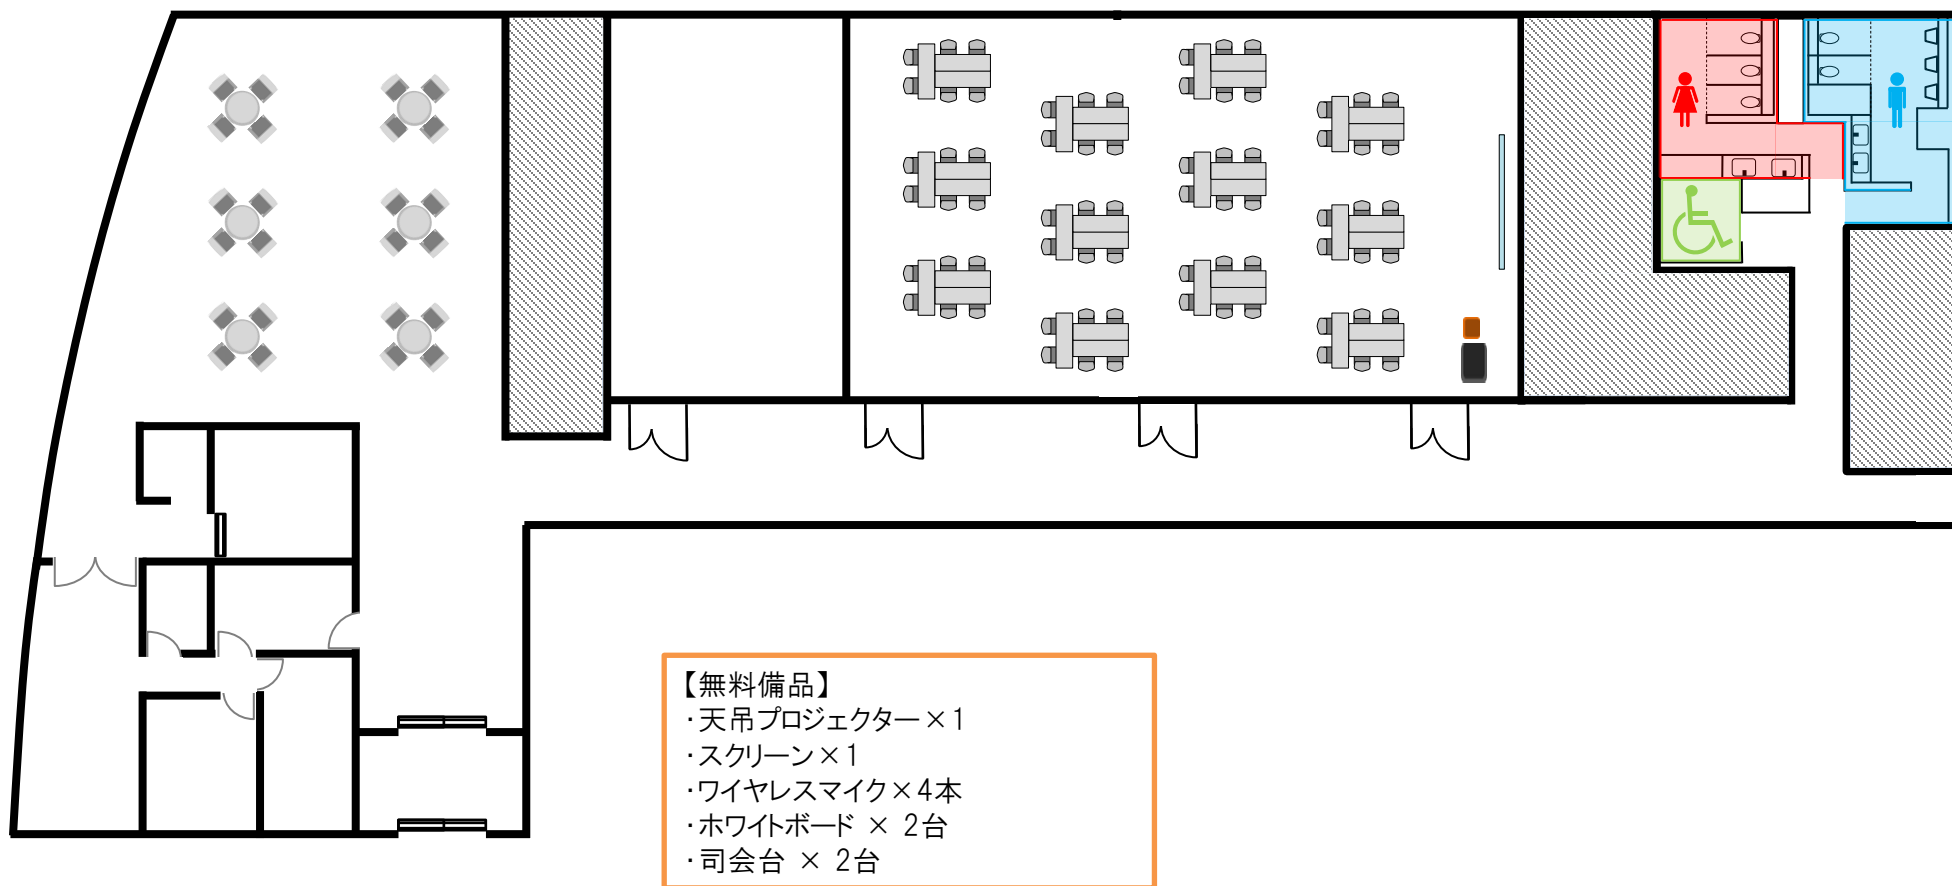 【無料備品】
・天吊プロジェクター×1
・スクリーン×1
・ワイヤレスマイク×4本
・ホワイトボード × 2台
・司会台 × 2台